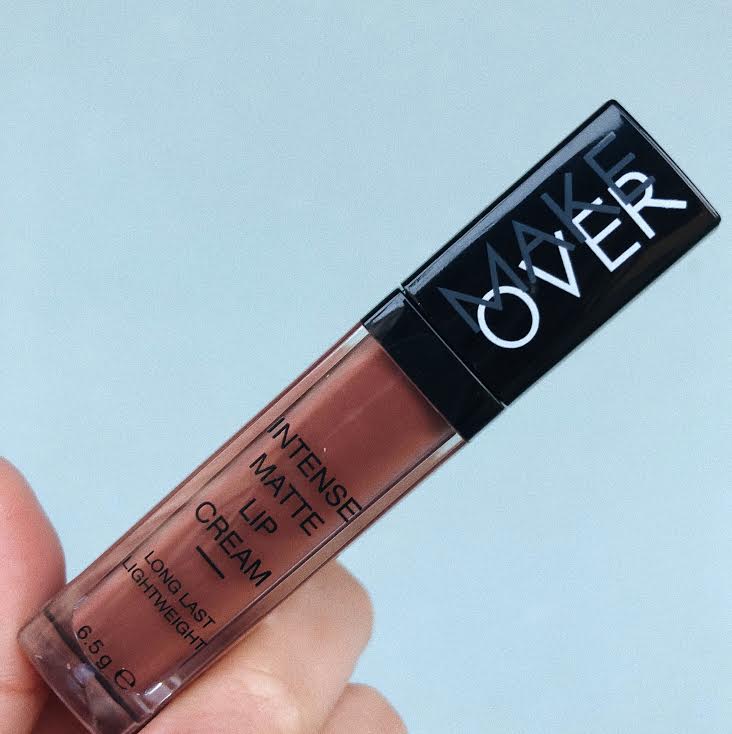 MAKE
OVER
INTENSE
MATTE
LIP
CREAM
LONG LAST
LIGHTWEIGHT
6.5 g ℮